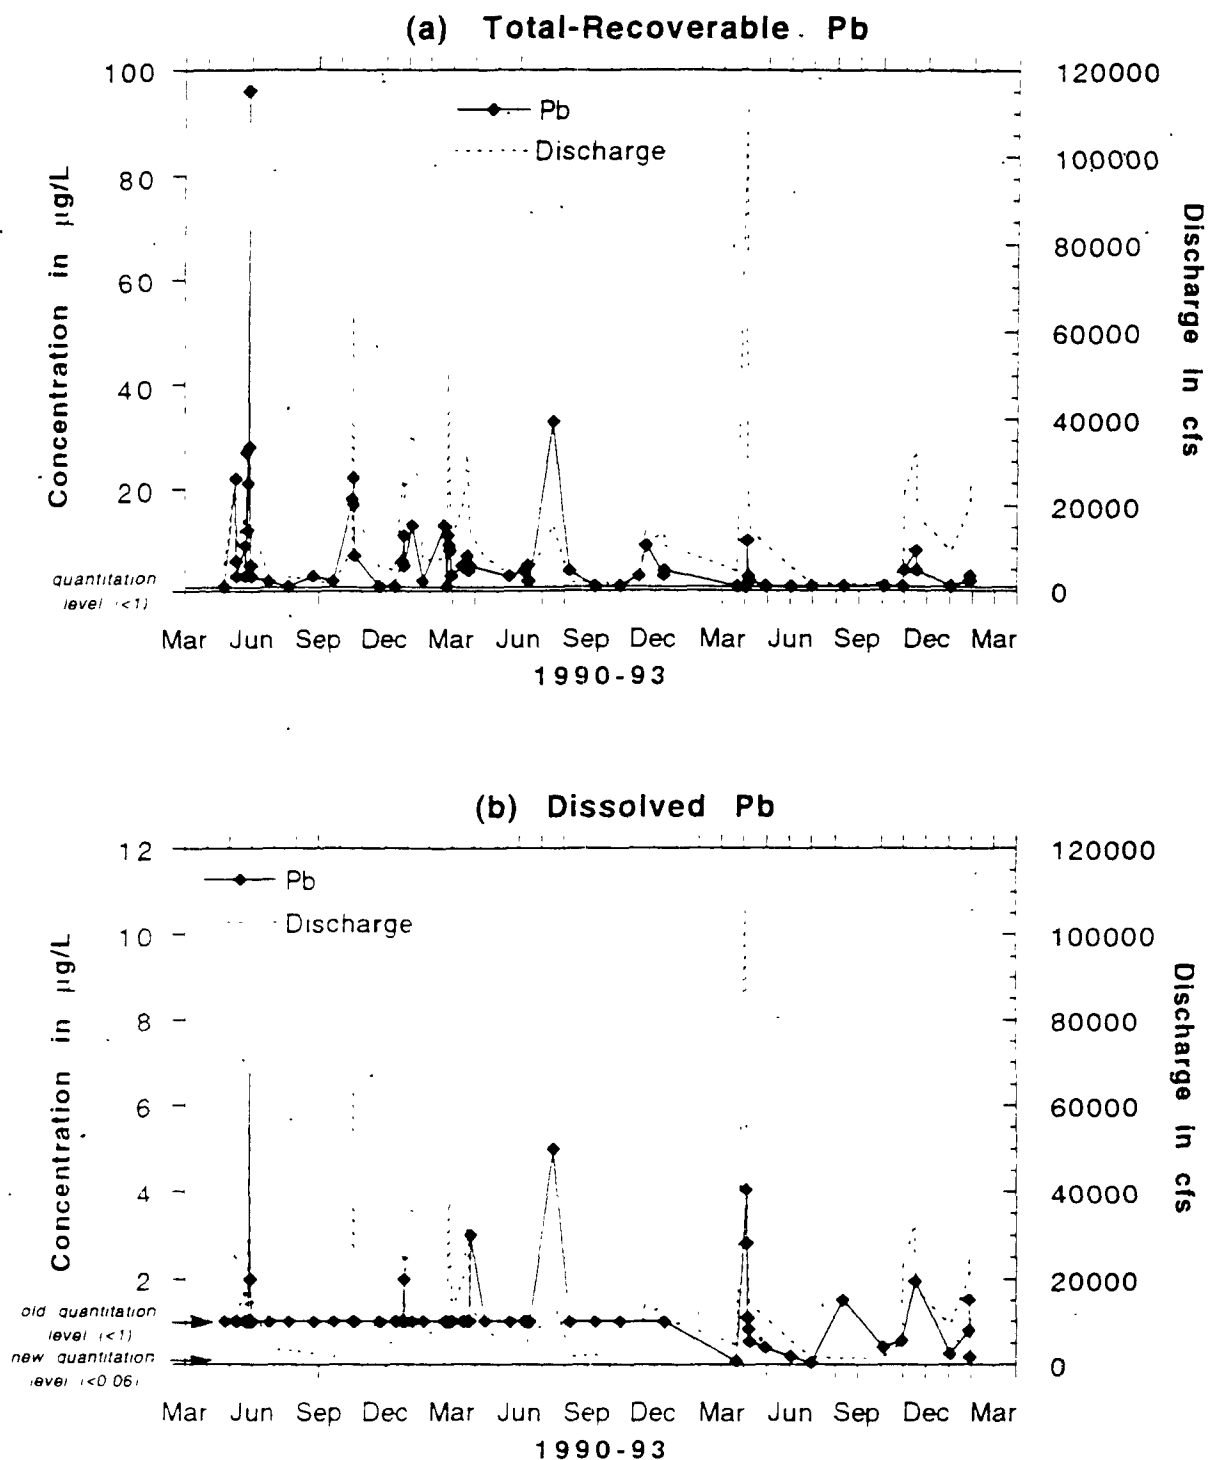 (a) Total-Recoverable Pb
100
80
60
40
20
Concentration in µg/L
quantitation
level (<1)
Pb
Discharge
120000
100000
80000
60000
40000
20000
0
Discharge in cfs
Mar Jun Sep Dec Mar Jun Sep Dec Mar Jun Sep Dec Mar
1990-93
(b) Dissolved Pb
12
10
8
6
4
2
Concentration in µg/L
old quantitation
level (<1)
new quantitation
level (<0.06)
Pb
Discharge
120000
100000
80000
60000
40000
20000
0
Discharge in cfs
Mar Jun Sep Dec Mar Jun Sep Dec Mar Jun Sep Dec Mar
1990-93